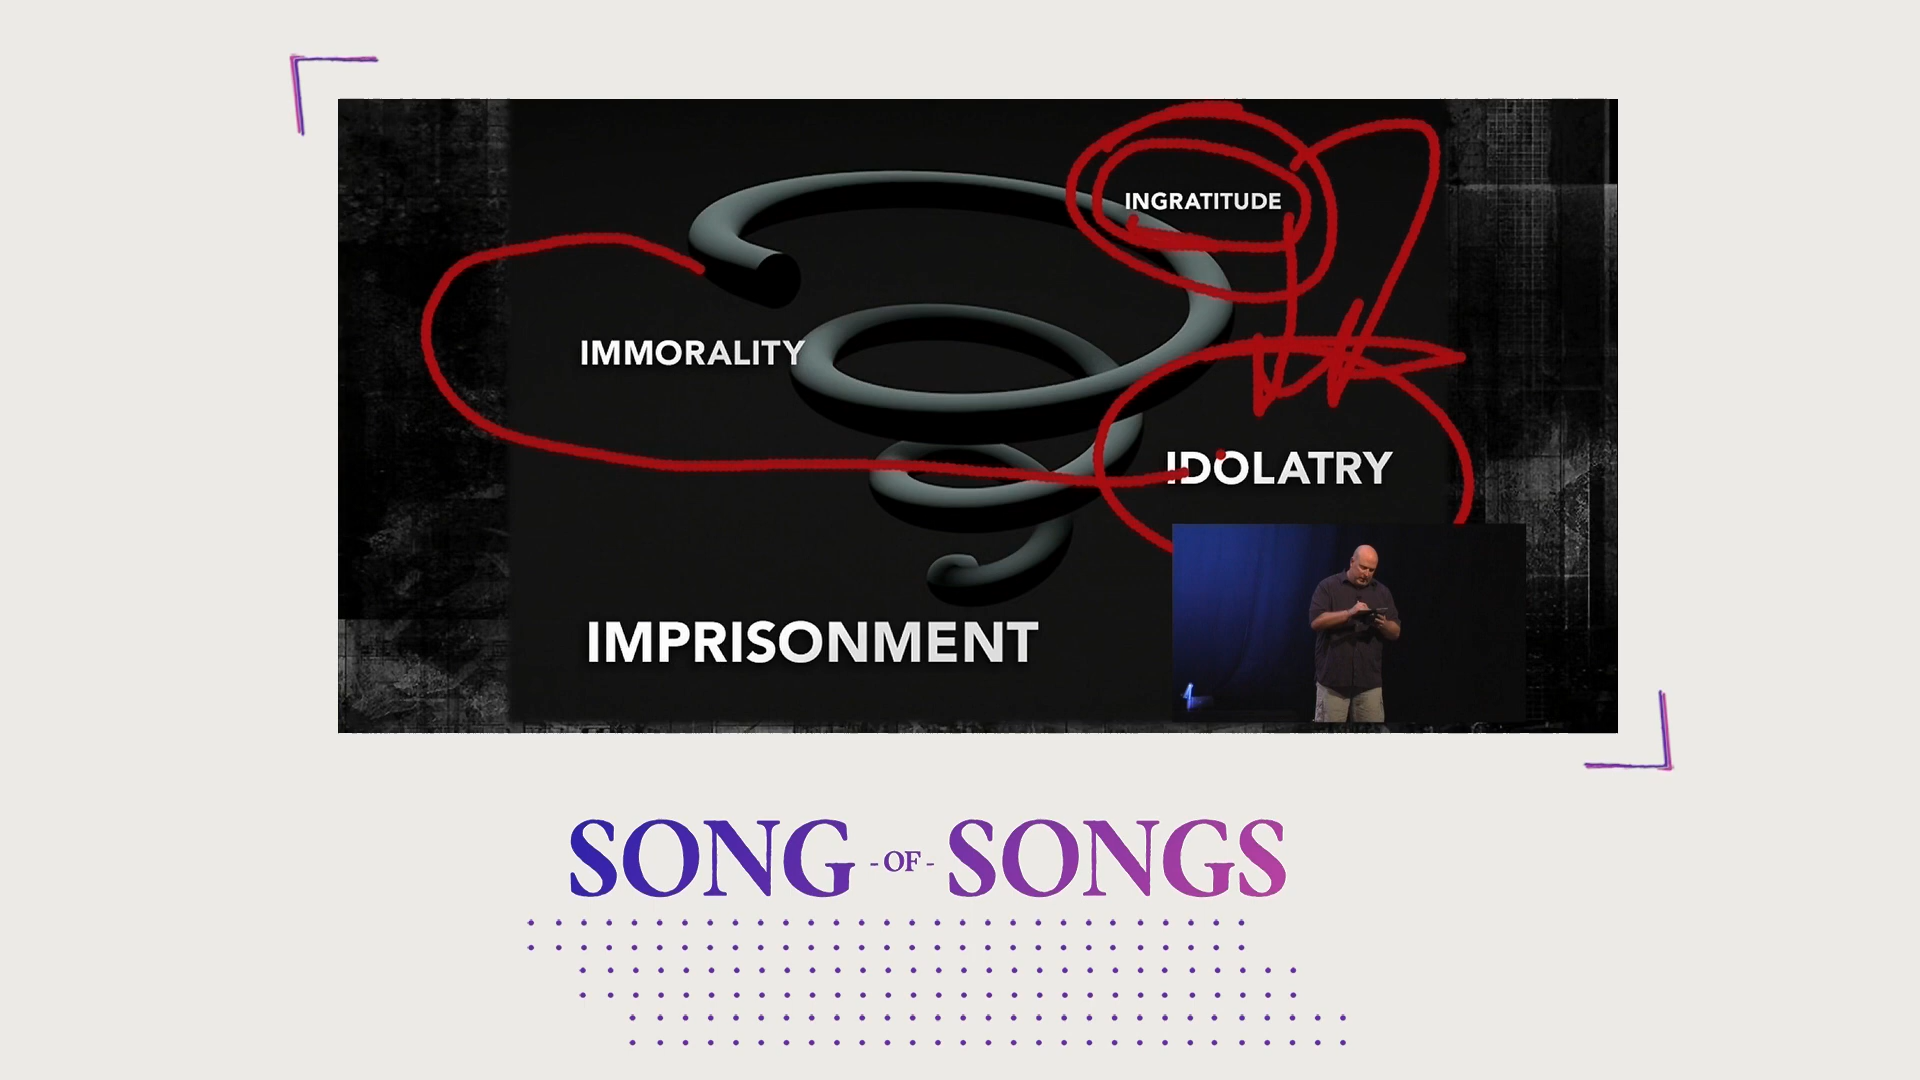 INGRATITUDE
IMMORALITY
IDOLATRY
IMPRISONMENT
SONG -OF- SONGS